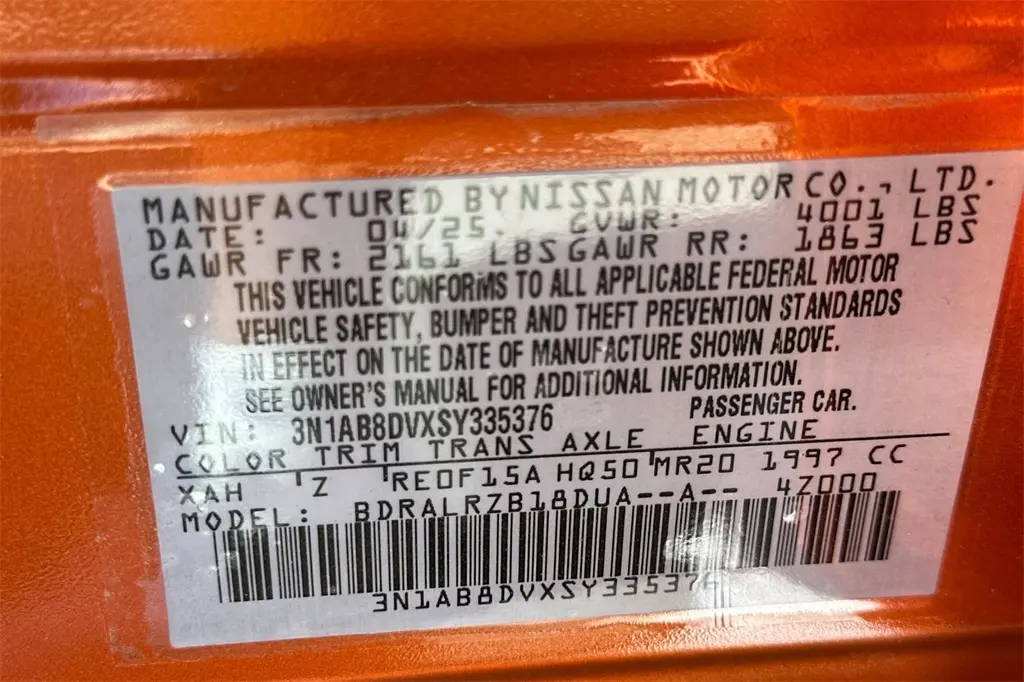 MANUFACTURED BY NISSAN MOTOR CO., LTD.
DATE: 04/25. GVWR: 4001 LBS
GAWR FR: 2161 LBS GAWR RR: 1863 LBS
THIS VEHICLE CONFORMS TO ALL APPLICABLE FEDERAL MOTOR
VEHICLE SAFETY, BUMPER AND THEFT PREVENTION STANDARDS
IN EFFECT ON THE DATE OF MANUFACTURE SHOWN ABOVE.
SEE OWNER'S MANUAL FOR ADDITIONAL INFORMATION.
VIN: 3N1AB8DVXSY335376 PASSENGER CAR.
COLOR TRIM TRANS AXLE ENGINE
XAH Z RE0F15A HQ50 MR20 1997 CC
MODEL: BDRALRZB18DUA--A-- 4Z000
3N1AB8DVXSY335376